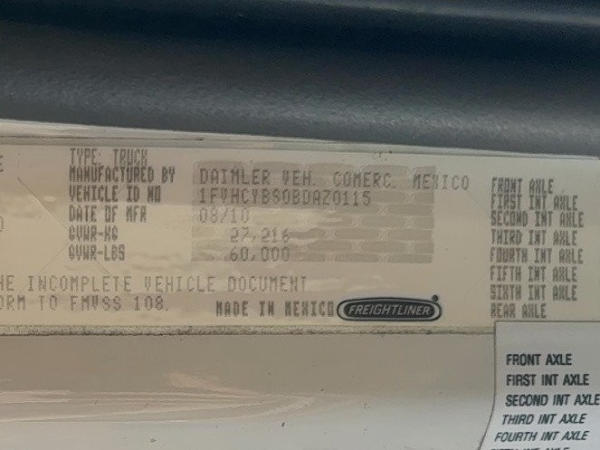 TYPE: TRUCK
MANUFACTURED BY DAIMLER VEH. COMERC. MEXICO
VEHICLE ID NO 1FVHCYBS0BDAZ0115
DATE OF MFR 08/10
GVWR-KG 27,216
GVWR-LBS 60,000
HE INCOMPLETE VEHICLE DOCUMENT
ORM TO FMVSS 108.
MADE IN MEXICO FREIGHTLINER
FRONT AXLE
FIRST INT AXLE
SECOND INT AXLE
THIRD INT AXLE
FOURTH INT AXLE
FIFTH INT AXLE
SIXTH INT AXLE
REAR AXLE
FRONT AXLE
FIRST INT AXLE
SECOND INT AXLE
THIRD INT AXLE
FOURTH INT AXLE